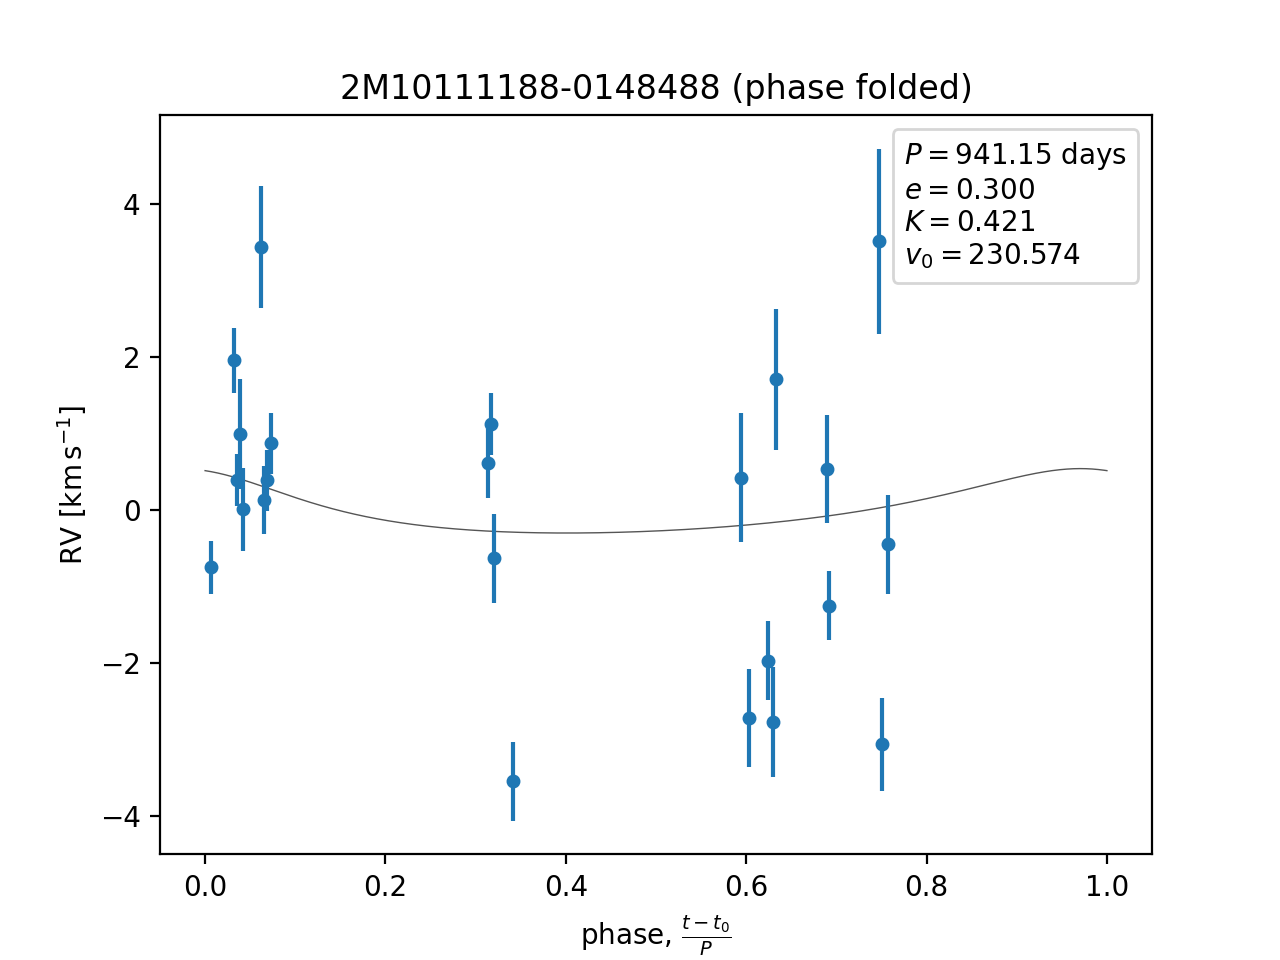 2M10111188-0148488 (phase folded)
P = 941.15 days
e = 0.300
K = 0.421
v₀ = 230.574
4
2
0
−2
−4
RV [km s⁻¹]
0.0 0.2 0.4 0.6 0.8 1.0
phase, (t − t₀)/P